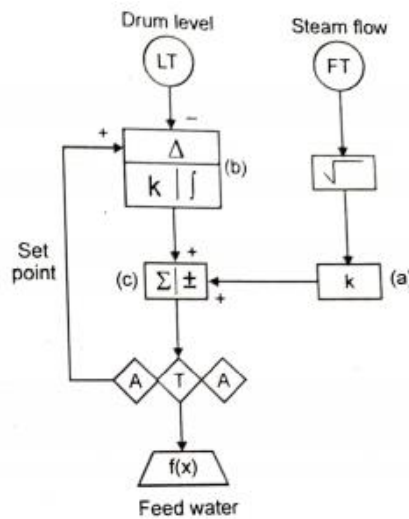 Drum level
Steam flow
LT
FT
+
−
Δ
k | ∫
(b)
√
Set
point
+
(c)
Σ | ±
+
k
(a)
A
T
A
f(x)
Feed water